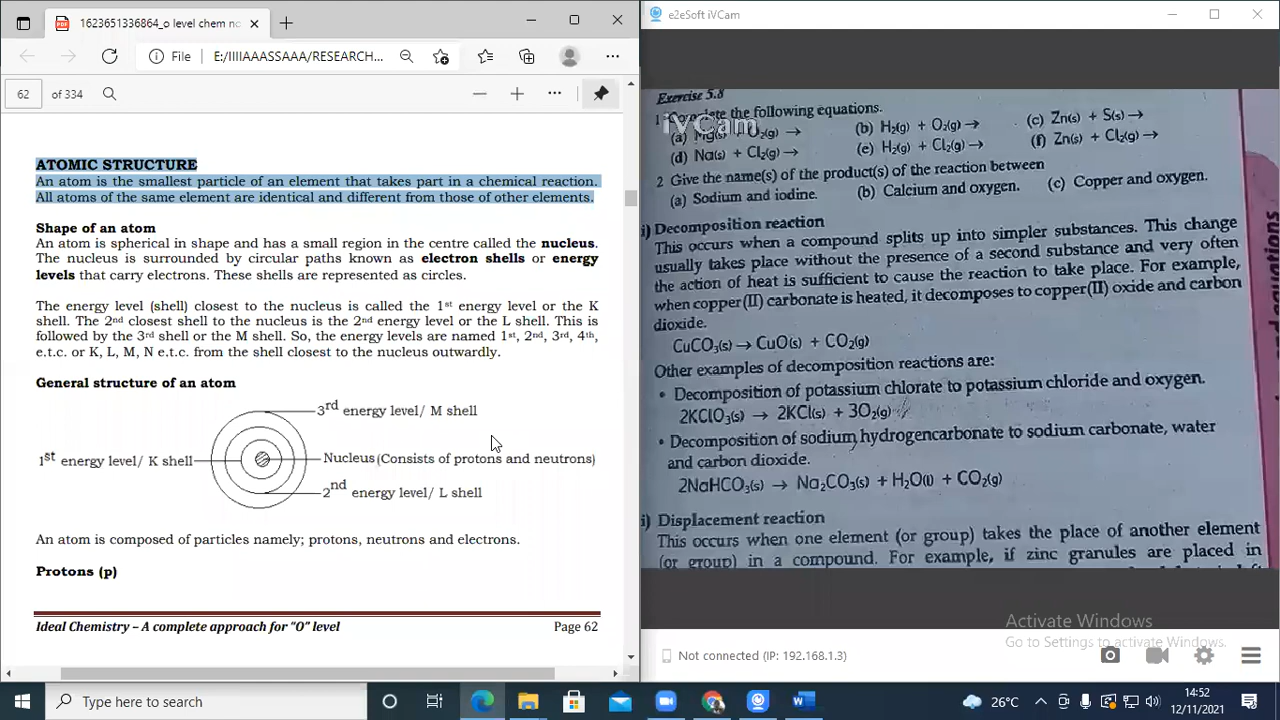 1623651336864_o level chem no
File
E:/IIIIAAASSAAA/RESEARCH...
62 of 334
ATOMIC STRUCTURE
An atom is the smallest particle of an element that takes part in a chemical reaction.
All atoms of the same element are identical and different from those of other elements.
Shape of an atom
An atom is spherical in shape and has a small region in the centre called the nucleus.
The nucleus is surrounded by circular paths known as electron shells or energy
levels that carry electrons. These shells are represented as circles.
The energy level (shell) closest to the nucleus is called the 1st energy level or the K
shell. The 2nd closest shell to the nucleus is the 2nd energy level or the L shell. This is
followed by the 3rd shell or the M shell. So, the energy levels are named 1st, 2nd, 3rd, 4th,
e.t.c. or K, L, M, N e.t.c. from the shell closest to the nucleus outwardly.
General structure of an atom
3rd energy level/ M shell
1st energy level/ K shell
Nucleus (Consists of protons and neutrons)
2nd energy level/ L shell
An atom is composed of particles namely; protons, neutrons and electrons.
Protons (p)
Ideal Chemistry – A complete approach for "O" level Page 62
e2eSoft iVCam
iVCam
Exercise 5.8
1 Complete the following equations.
(a) Mg(s) + O₂(g) → (b) H₂(g) + O₂(g) → (c) Zn(s) + S(s) →
(d) Na(s) + Cl₂(g) → (e) H₂(g) + Cl₂(g) → (f) Zn(s) + Cl₂(g) →
2 Give the name(s) of the product(s) of the reaction between
(a) Sodium and iodine. (b) Calcium and oxygen. (c) Copper and oxygen.
i) Decomposition reaction
This occurs when a compound splits up into simpler substances. This change
usually takes place without the presence of a second substance and very often
the action of heat is sufficient to cause the reaction to take place. For example,
when copper(II) carbonate is heated, it decomposes to copper(II) oxide and carbon
dioxide.
CuCO₃(s) → CuO(s) + CO₂(g)
Other examples of decomposition reactions are:
• Decomposition of potassium chlorate to potassium chloride and oxygen.
2KClO₃(s) → 2KCl(s) + 3O₂(g)
• Decomposition of sodium hydrogencarbonate to sodium carbonate, water
and carbon dioxide.
2NaHCO₃(s) → Na₂CO₃(s) + H₂O(l) + CO₂(g)
i) Displacement reaction
This occurs when one element (or group) takes the place of another element
(or group) in a compound. For example, if zinc granules are placed in
equations
Activate Windows
Go to Settings to activate Windows.
Not connected (IP: 192.168.1.3)
Type here to search
26°C
14:52
12/11/2021